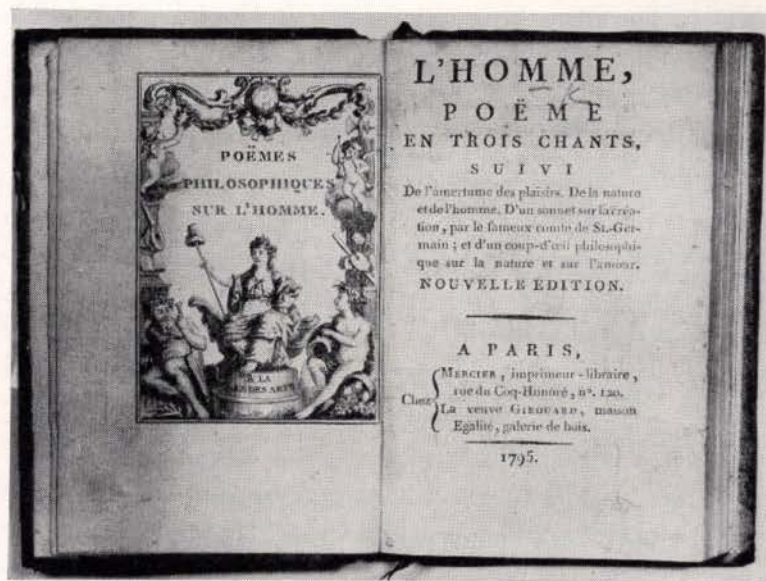 POËMES
PHILOSOPHIQUES
SUR L'HOMME.
A LA
DES ARTS
L'HOMME,
POËME
EN TROIS CHANTS,
SUIVI
De l'amertume des plaisirs. De la nature
et de l'homme. D'un sonnet sur la créa-
tion, par le fameux comte de St.-Ger-
main ; et d'un coup-d'œil philosophi-
que sur la nature et sur l'amour.
NOUVELLE EDITION.
A PARIS,
Chez
MERCIER, imprimeur-libraire,
rue du Coq-Honoré, n°. 120.
La veuve GIROUARD, maison
Egalité, galerie de bois.
1795.